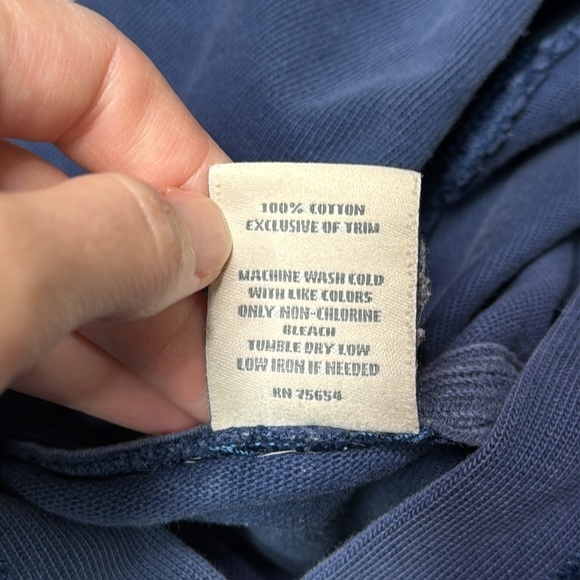 100% COTTON
EXCLUSIVE OF TRIM
MACHINE WASH COLD
WITH LIKE COLORS
ONLY NON-CHLORINE
BLEACH
TUMBLE DRY LOW
LOW IRON IF NEEDED
RN 75654